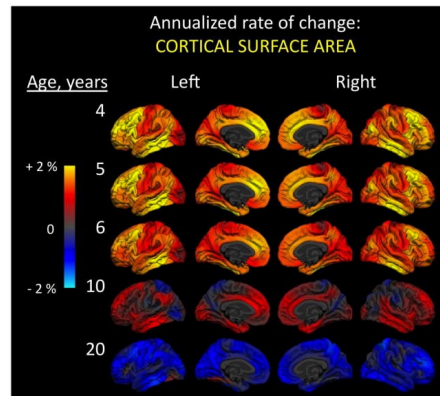 Annualized rate of change:
CORTICAL SURFACE AREA
Age, years
Left
Right
4
+ 2 %
5
0
6
- 2 %
10
20